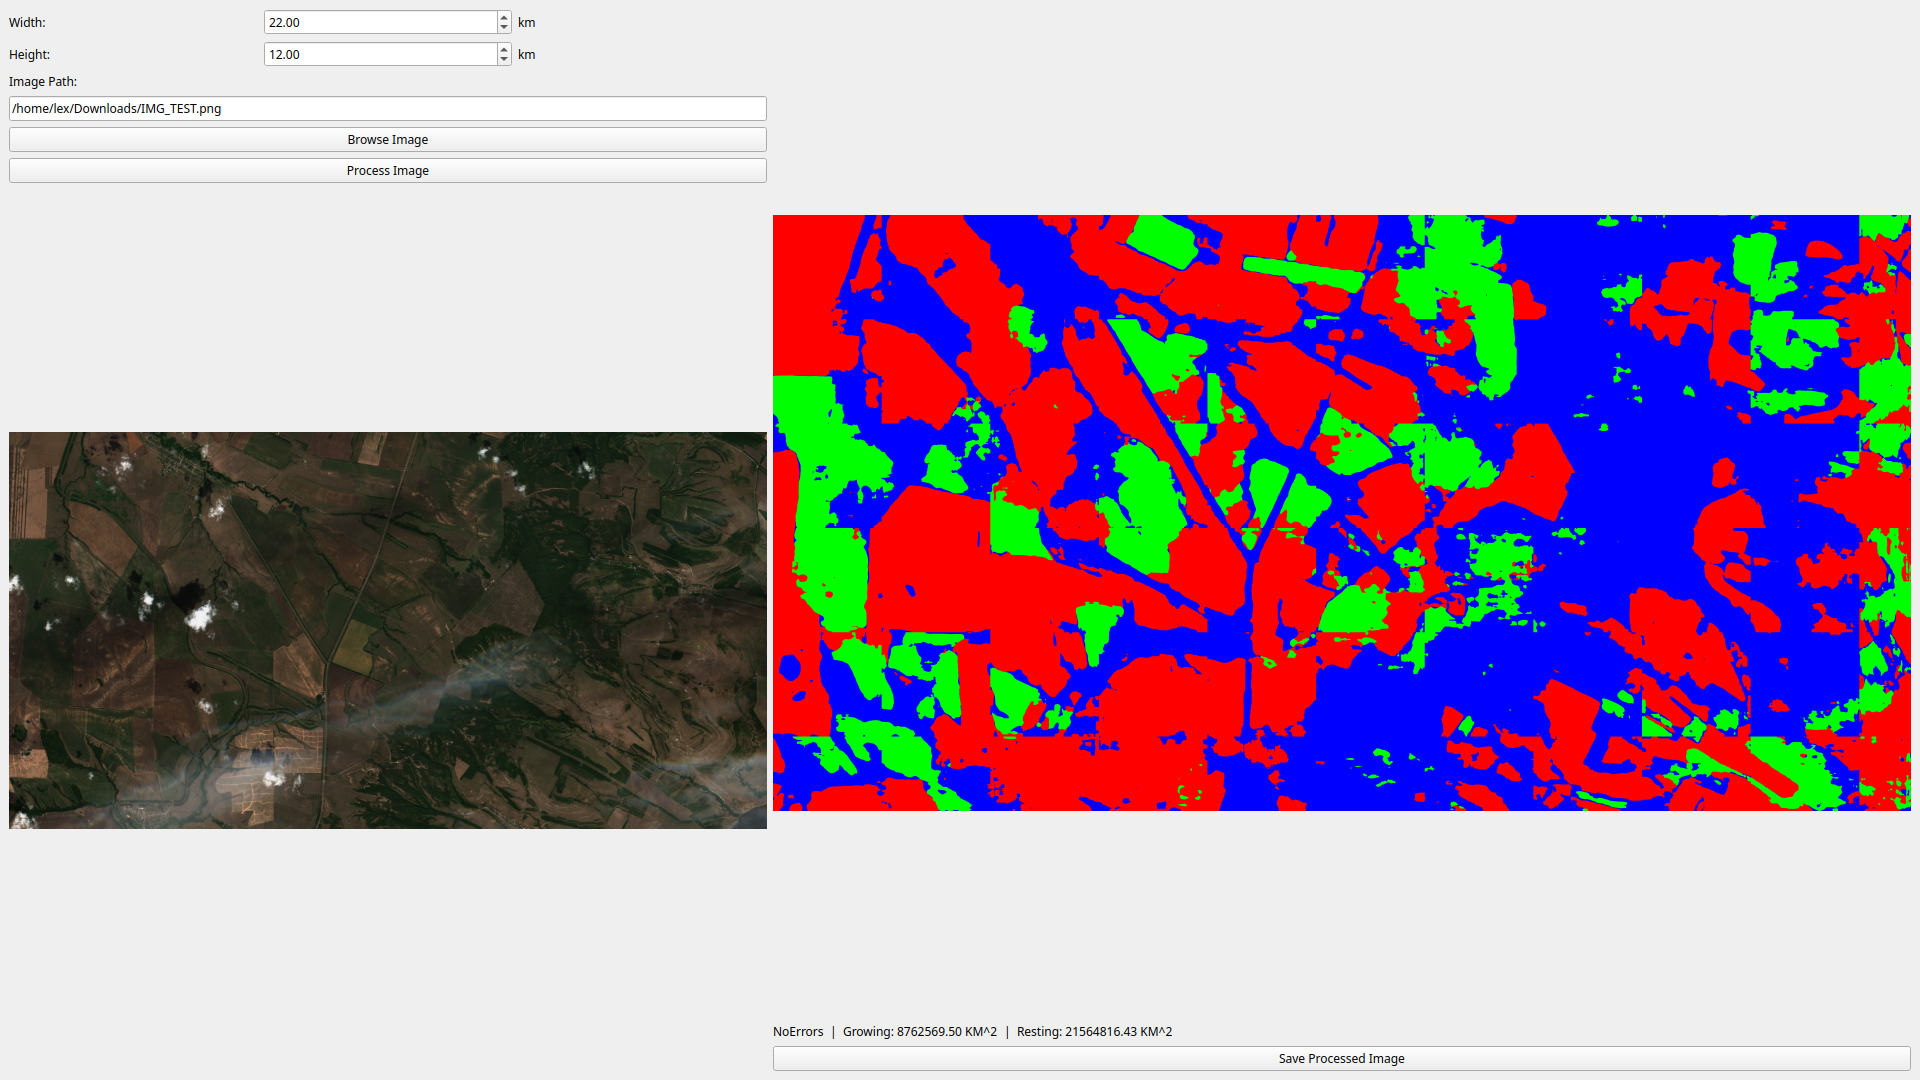 Width: 22.00 km
Height: 12.00 km
Image Path:
/home/lex/Downloads/IMG_TEST.png
Browse Image
Process Image
NoErrors | Growing: 8762569.50 KM^2 | Resting: 21564816.43 KM^2
Save Processed Image